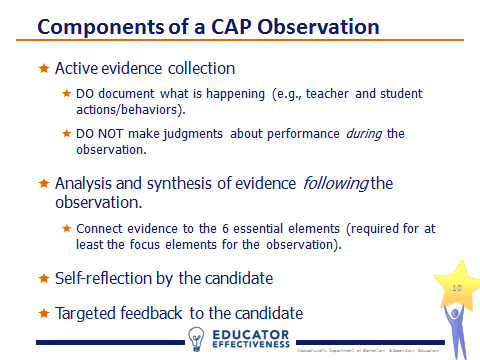 Components of a CAP Observation
Active evidence collection
DO document what is happening (e.g., teacher and student
actions/behaviors).
DO NOT make judgments about performance during the
observation.
Analysis and synthesis of evidence following the
observation.
Connect evidence to the 6 essential elements (required for at
least the focus elements for the observation).
Self-reflection by the candidate
Targeted feedback to the candidate
10
EDUCATOR
EFFECTIVENESS
Massachusetts Department of Elementary & Secondary Education